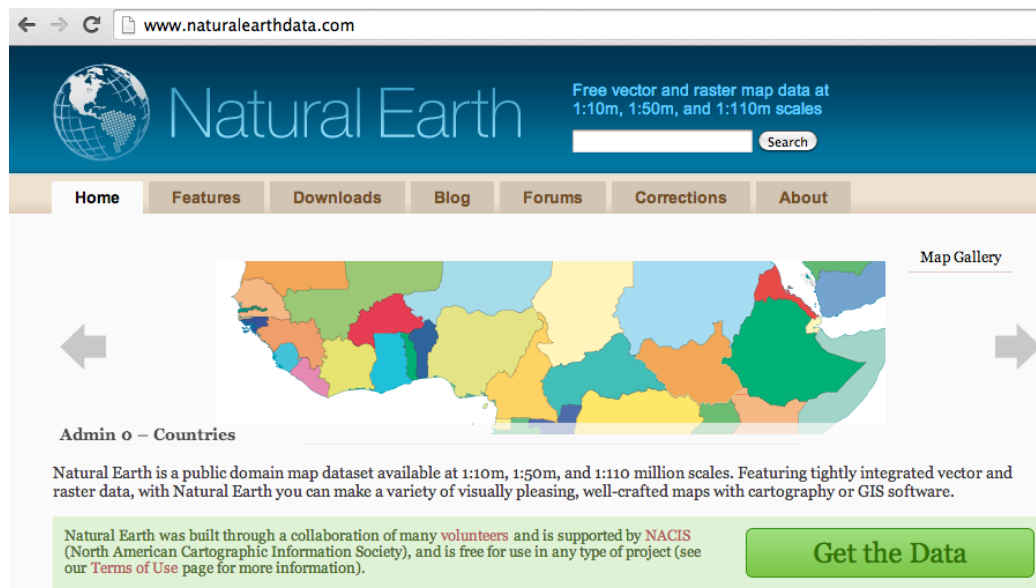 www.naturalearthdata.com
Natural Earth
Free vector and raster map data at
1:10m, 1:50m, and 1:110m scales
Search
Home Features Downloads Blog Forums Corrections About
Map Gallery
Admin 0 – Countries
Natural Earth is a public domain map dataset available at 1:10m, 1:50m, and 1:110 million scales. Featuring tightly integrated vector and
raster data, with Natural Earth you can make a variety of visually pleasing, well-crafted maps with cartography or GIS software.
Natural Earth was built through a collaboration of many volunteers and is supported by NACIS
(North American Cartographic Information Society), and is free for use in any type of project (see
our Terms of Use page for more information).
Get the Data